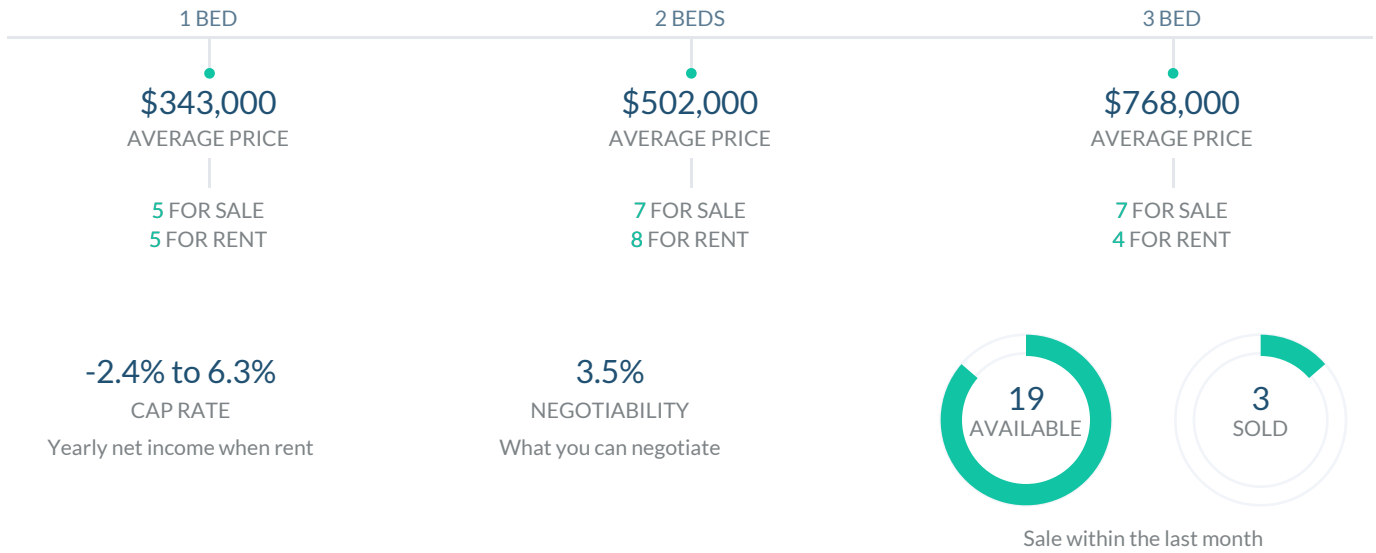 1 BED
$343,000
AVERAGE PRICE
5 FOR SALE
5 FOR RENT
2 BEDS
$502,000
AVERAGE PRICE
7 FOR SALE
8 FOR RENT
3 BED
$768,000
AVERAGE PRICE
7 FOR SALE
4 FOR RENT
-2.4% to 6.3%
CAP RATE
Yearly net income when rent
3.5%
NEGOTIABILITY
What you can negotiate
19
AVAILABLE
3
SOLD
Sale within the last month